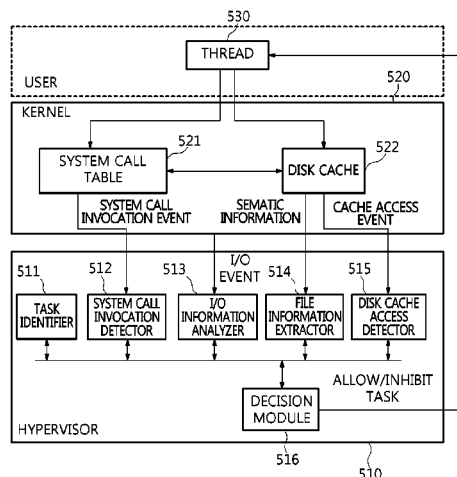 530
THREAD
USER
520
KERNEL
521
SYSTEM CALL
TABLE
DISK CACHE
522
SYSTEM CALL
INVOCATION EVENT
SEMATIC
INFORMATION
CACHE ACCESS
EVENT
I/O
EVENT
511
512
513
514
515
TASK
IDENTIFIER
SYSTEM CALL
INVOCATION
DETECTOR
I/O
INFORMATION
ANALYZER
FILE
INFORMATION
EXTRACTOR
DISK CACHE
ACCESS
DETECTOR
ALLOW/INHIBIT
TASK
DECISION
MODULE
HYPERVISOR
516
510